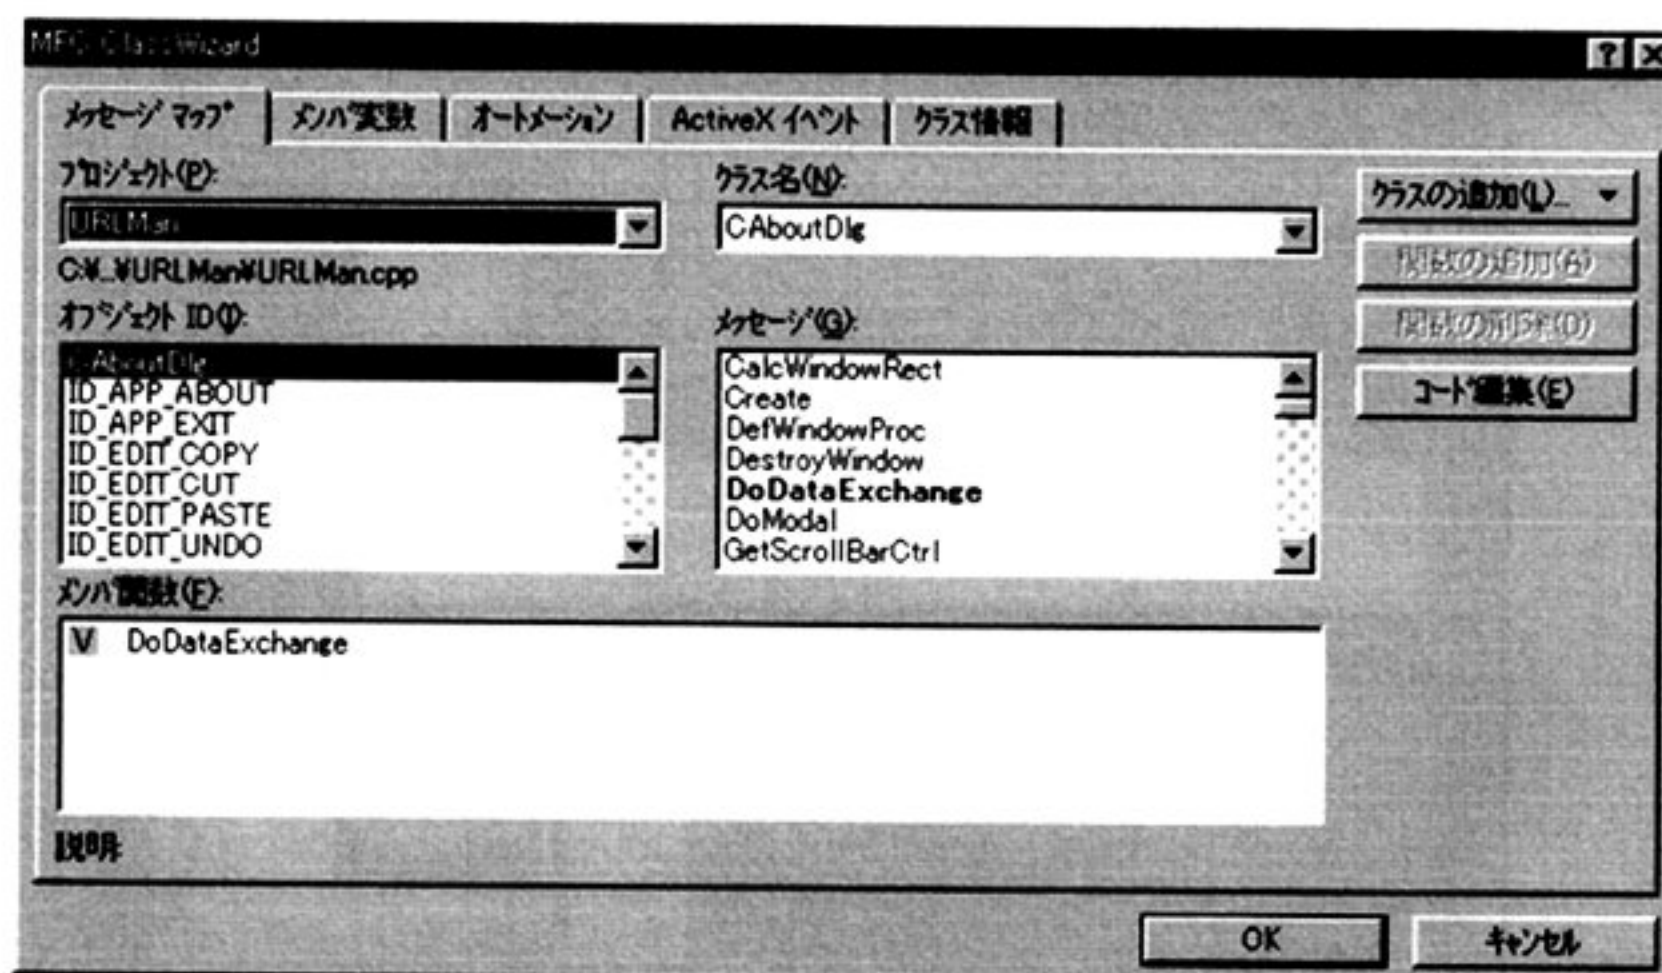 MFC ClassWizard
メッセージ マップ
メンバ変数
オートメーション
ActiveX イベント
クラス情報
プロジェクト(P):
URLMan
C:¥...¥URLMan¥URLMan.cpp
クラス名(N):
CAboutDlg
オブジェクト ID(I):
CAboutDlg
ID_APP_ABOUT
ID_APP_EXIT
ID_EDIT_COPY
ID_EDIT_CUT
ID_EDIT_PASTE
ID_EDIT_UNDO
メッセージ(G):
CalcWindowRect
Create
DefWindowProc
DestroyWindow
DoDataExchange
DoModal
GetScrollBarCtrl
クラスの追加(L)...
関数の追加(A)
関数の削除(D)
コード編集(E)
メンバ関数(F):
V DoDataExchange
説明:
OK
キャンセル